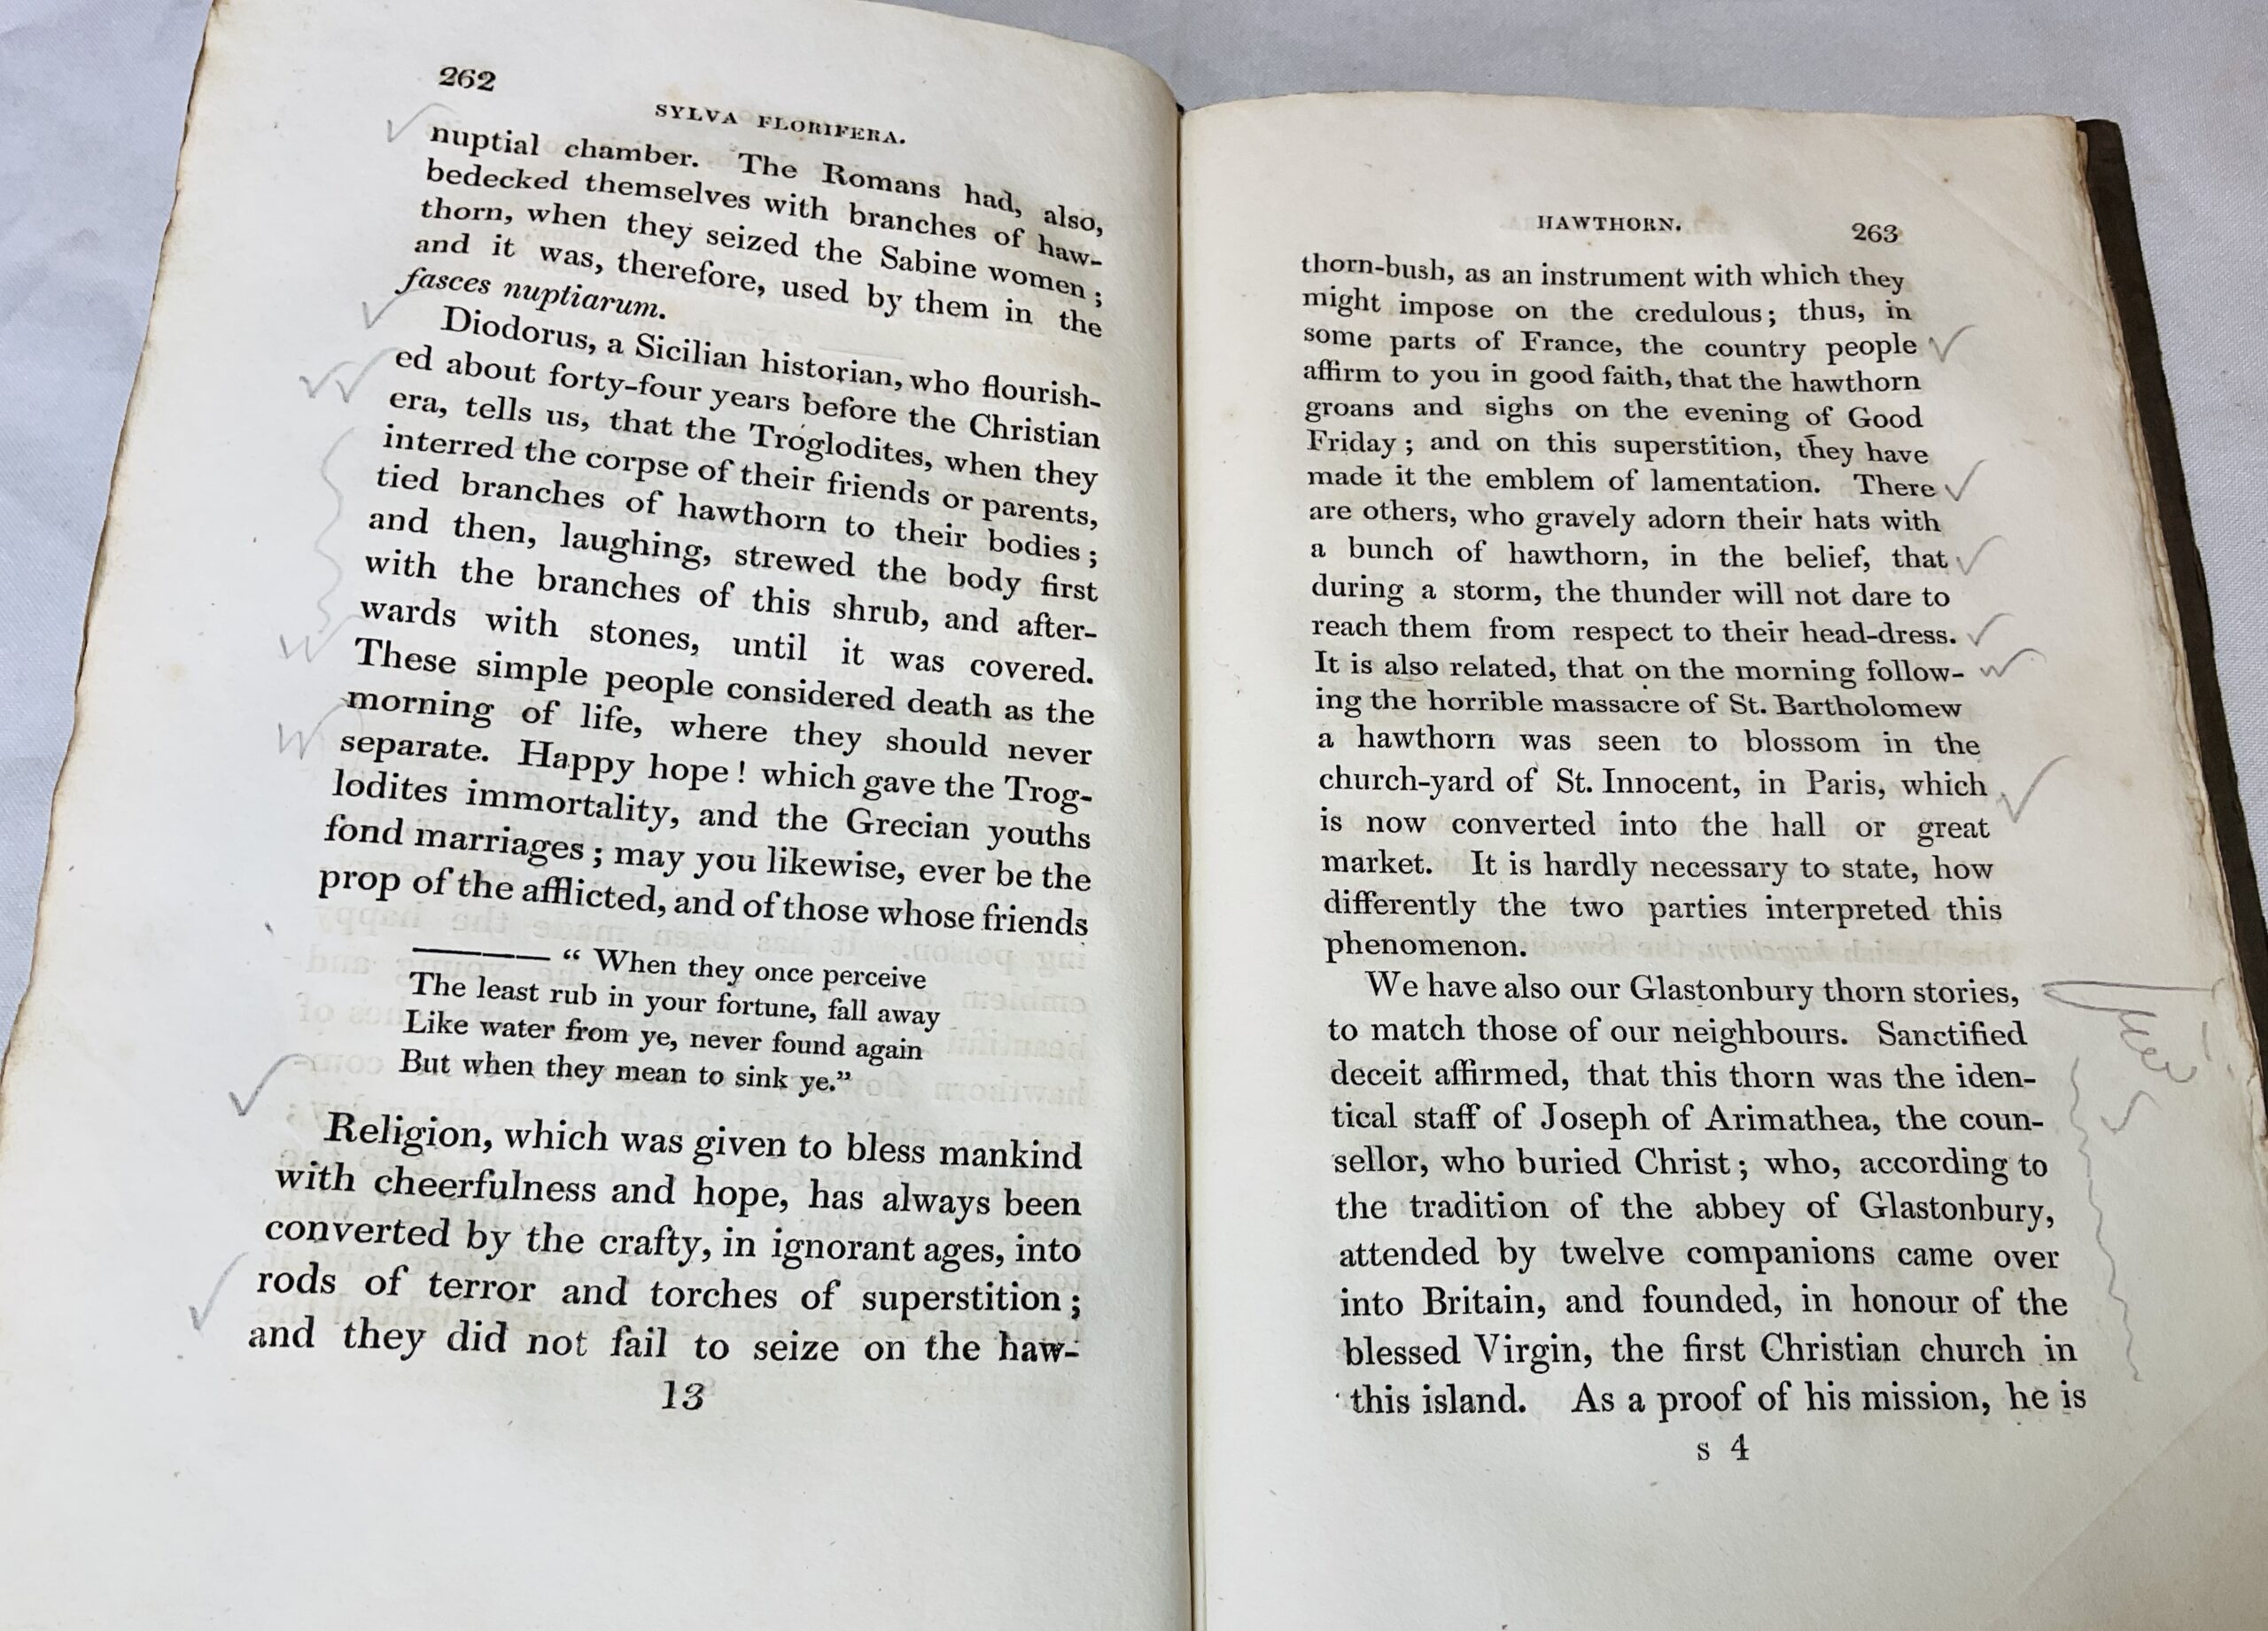 262
SYLVA FLORIFERA.
nuptial chamber. The Romans had, also,
bedecked themselves with branches of haw-
thorn, when they seized the Sabine women ;
and it was, therefore, used by them in the
fasces nuptiarum.
Diodorus, a Sicilian historian, who flourish-
ed about forty-four years before the Christian
era, tells us, that the Troglodites, when they
interred the corpse of their friends or parents,
tied branches of hawthorn to their bodies ;
and then, laughing, strewed the body first
with the branches of this shrub, and after-
wards with stones, until it was covered.
These simple people considered death as the
morning of life, where they should never
separate. Happy hope ! which gave the Trog-
lodites immortality, and the Grecian youths
fond marriages ; may you likewise, ever be the
prop of the afflicted, and of those whose friends
——— “ When they once perceive
The least rub in your fortune, fall away
Like water from ye, never found again
But when they mean to sink ye.”
Religion, which was given to bless mankind
with cheerfulness and hope, has always been
converted by the crafty, in ignorant ages, into
rods of terror and torches of superstition ;
and they did not fail to seize on the haw-
13
HAWTHORN. 263
thorn-bush, as an instrument with which they
might impose on the credulous ; thus, in
some parts of France, the country people
affirm to you in good faith, that the hawthorn
groans and sighs on the evening of Good
Friday ; and on this superstition, they have
made it the emblem of lamentation. There
are others, who gravely adorn their hats with
a bunch of hawthorn, in the belief, that
during a storm, the thunder will not dare to
reach them from respect to their head-dress.
It is also related, that on the morning follow-
ing the horrible massacre of St. Bartholomew
a hawthorn was seen to blossom in the
church-yard of St. Innocent, in Paris, which
is now converted into the hall or great
market. It is hardly necessary to state, how
differently the two parties interpreted this
phenomenon.
We have also our Glastonbury thorn stories,
to match those of our neighbours. Sanctified
deceit affirmed, that this thorn was the iden-
tical staff of Joseph of Arimathea, the coun-
sellor, who buried Christ ; who, according to
the tradition of the abbey of Glastonbury,
attended by twelve companions came over
into Britain, and founded, in honour of the
blessed Virgin, the first Christian church in
this island. As a proof of his mission, he is
s 4